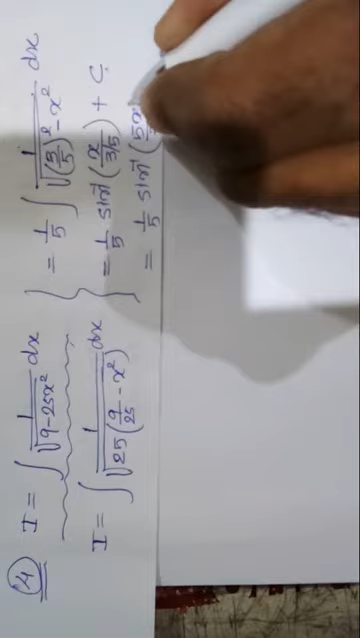 (4) I = ∫ 1/√(9-25x²) dx
I = ∫ 1/√(25(9/25 - x²)) dx
= 1/5 ∫ 1/√((3/5)² - x²) dx
= 1/5 sin⁻¹(x/3/5) + C
= 1/5 sin⁻¹(5x